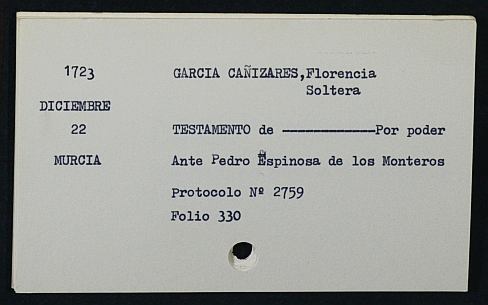 1723
GARCIA CAÑIZARES, Florencia
Soltera
DICIEMBRE
22
TESTAMENTO de ------------Por poder
MURCIA
Ante Pedro Espinosa de los Monteros
Protocolo Nº 2759
Folio 330